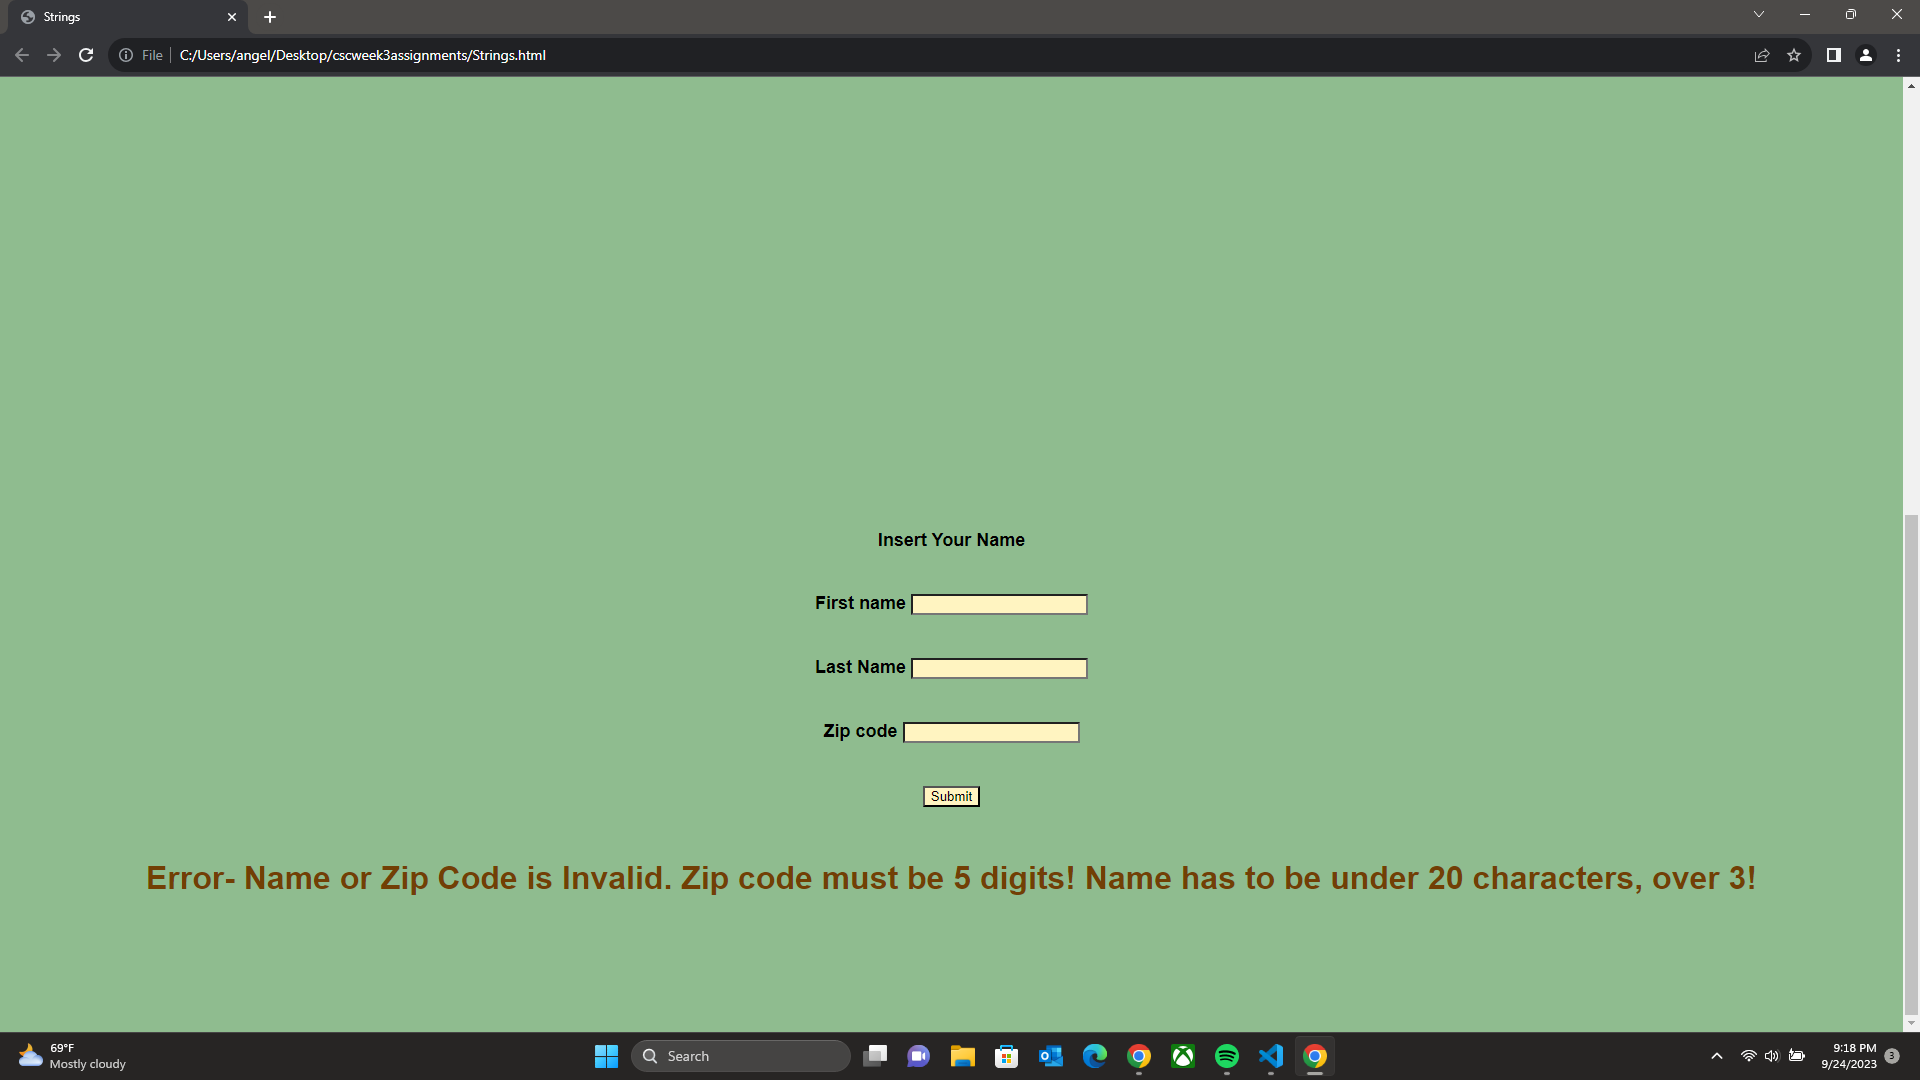 Strings
File
C:/Users/angel/Desktop/cscweek3assignments/Strings.html
Insert Your Name
First name
Last Name
Zip code
Submit
Error- Name or Zip Code is Invalid. Zip code must be 5 digits! Name has to be under 20 characters, over 3!
69°F
Mostly cloudy
Search
9:18 PM
9/24/2023
3